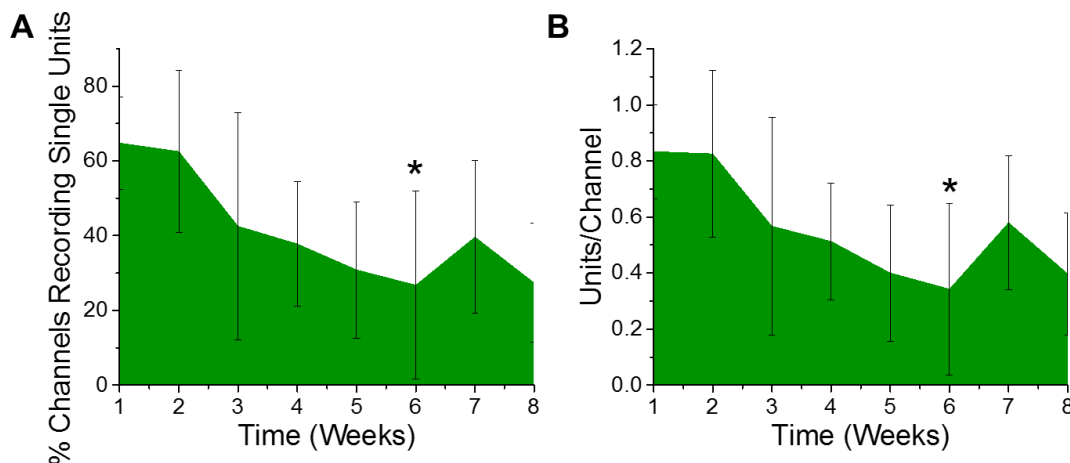 A
% Channels Recording Single Units
80
60
40
20
0
*
1 2 3 4 5 6 7 8
Time (Weeks)
B
Units/Channel
1.2
1.0
0.8
0.6
0.4
0.2
0.0
*
1 2 3 4 5 6 7 8
Time (Weeks)